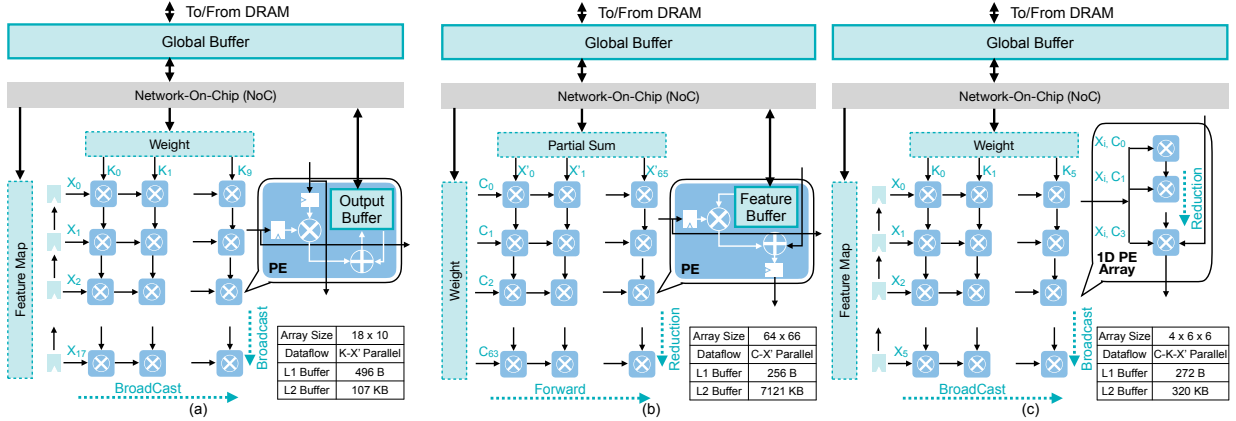 To/From DRAM
Global Buffer
Network-On-Chip (NoC)
Weight
K0 K1 K9
Feature Map
X0
X1
X2
X17
Output Buffer
PE
Broadcast
BroadCast
Array Size 18 x 10
Dataflow K-X' Parallel
L1 Buffer 496 B
L2 Buffer 107 KB
(a)
To/From DRAM
Global Buffer
Network-On-Chip (NoC)
Partial Sum
X'0 X'1 X'65
Weight
C0
C1
C2
C63
Feature Buffer
PE
Reduction
Forward
Array Size 64 x 66
Dataflow C-X' Parallel
L1 Buffer 256 B
L2 Buffer 7121 KB
(b)
To/From DRAM
Global Buffer
Network-On-Chip (NoC)
Weight
K0 K1 K5
Feature Map
X0
X1
X2
X5
Xi, C0
Xi, C1
Xi, C3
Reduction
1D PE Array
Broadcast
BroadCast
Array Size 4 x 6 x 6
Dataflow C-K-X' Parallel
L1 Buffer 272 B
L2 Buffer 320 KB
(c)